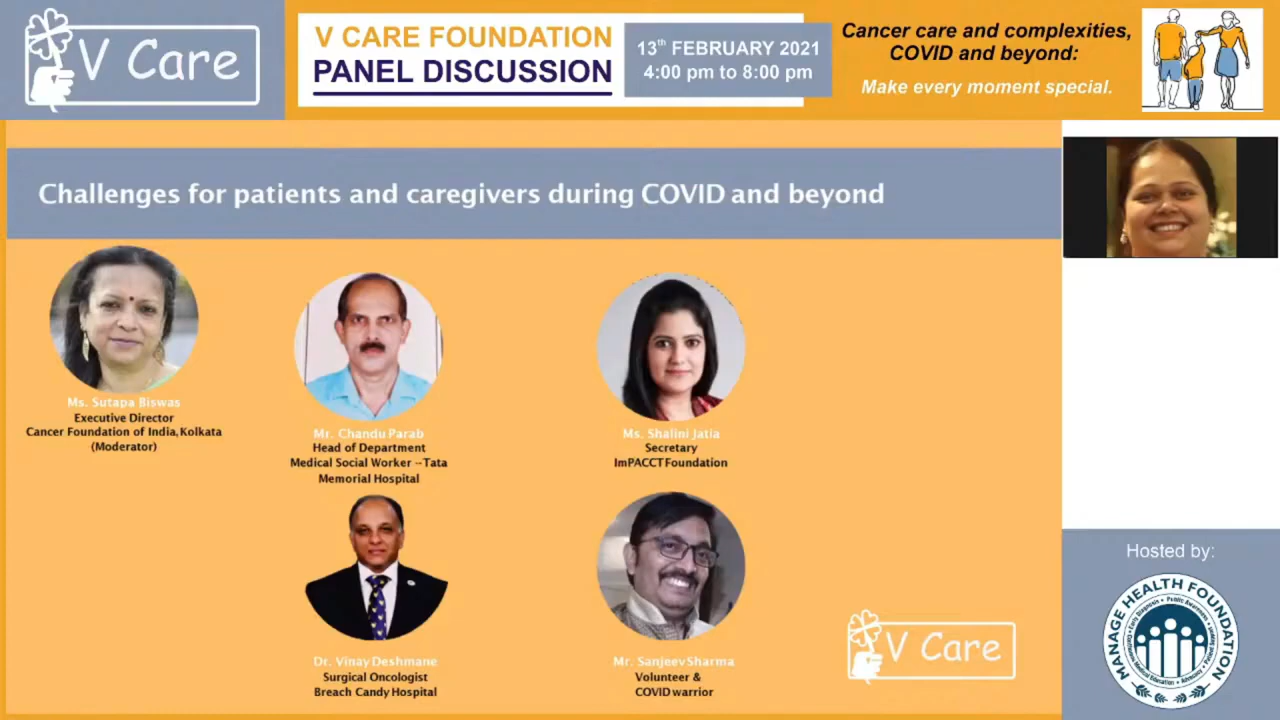 V Care
V CARE FOUNDATION
PANEL DISCUSSION
13th FEBRUARY 2021
4:00 pm to 8:00 pm
Cancer care and complexities,
COVID and beyond:
Make every moment special.
Challenges for patients and caregivers during COVID and beyond
Ms. Sutapa Biswas
Executive Director
Cancer Foundation of India, Kolkata
(Moderator)
Mr. Chandu Parab
Head of Department
Medical Social Worker -- Tata
Memorial Hospital
Ms. Shalini Jatia
Secretary
ImPACCT Foundation
Dr. Vinay Deshmane
Surgical Oncologist
Breach Candy Hospital
Mr. Sanjeev Sharma
Volunteer &
COVID warrior
V Care
Hosted by:
MANAGE HEALTH FOUNDATION
Early Diagnosis • Public Awareness •